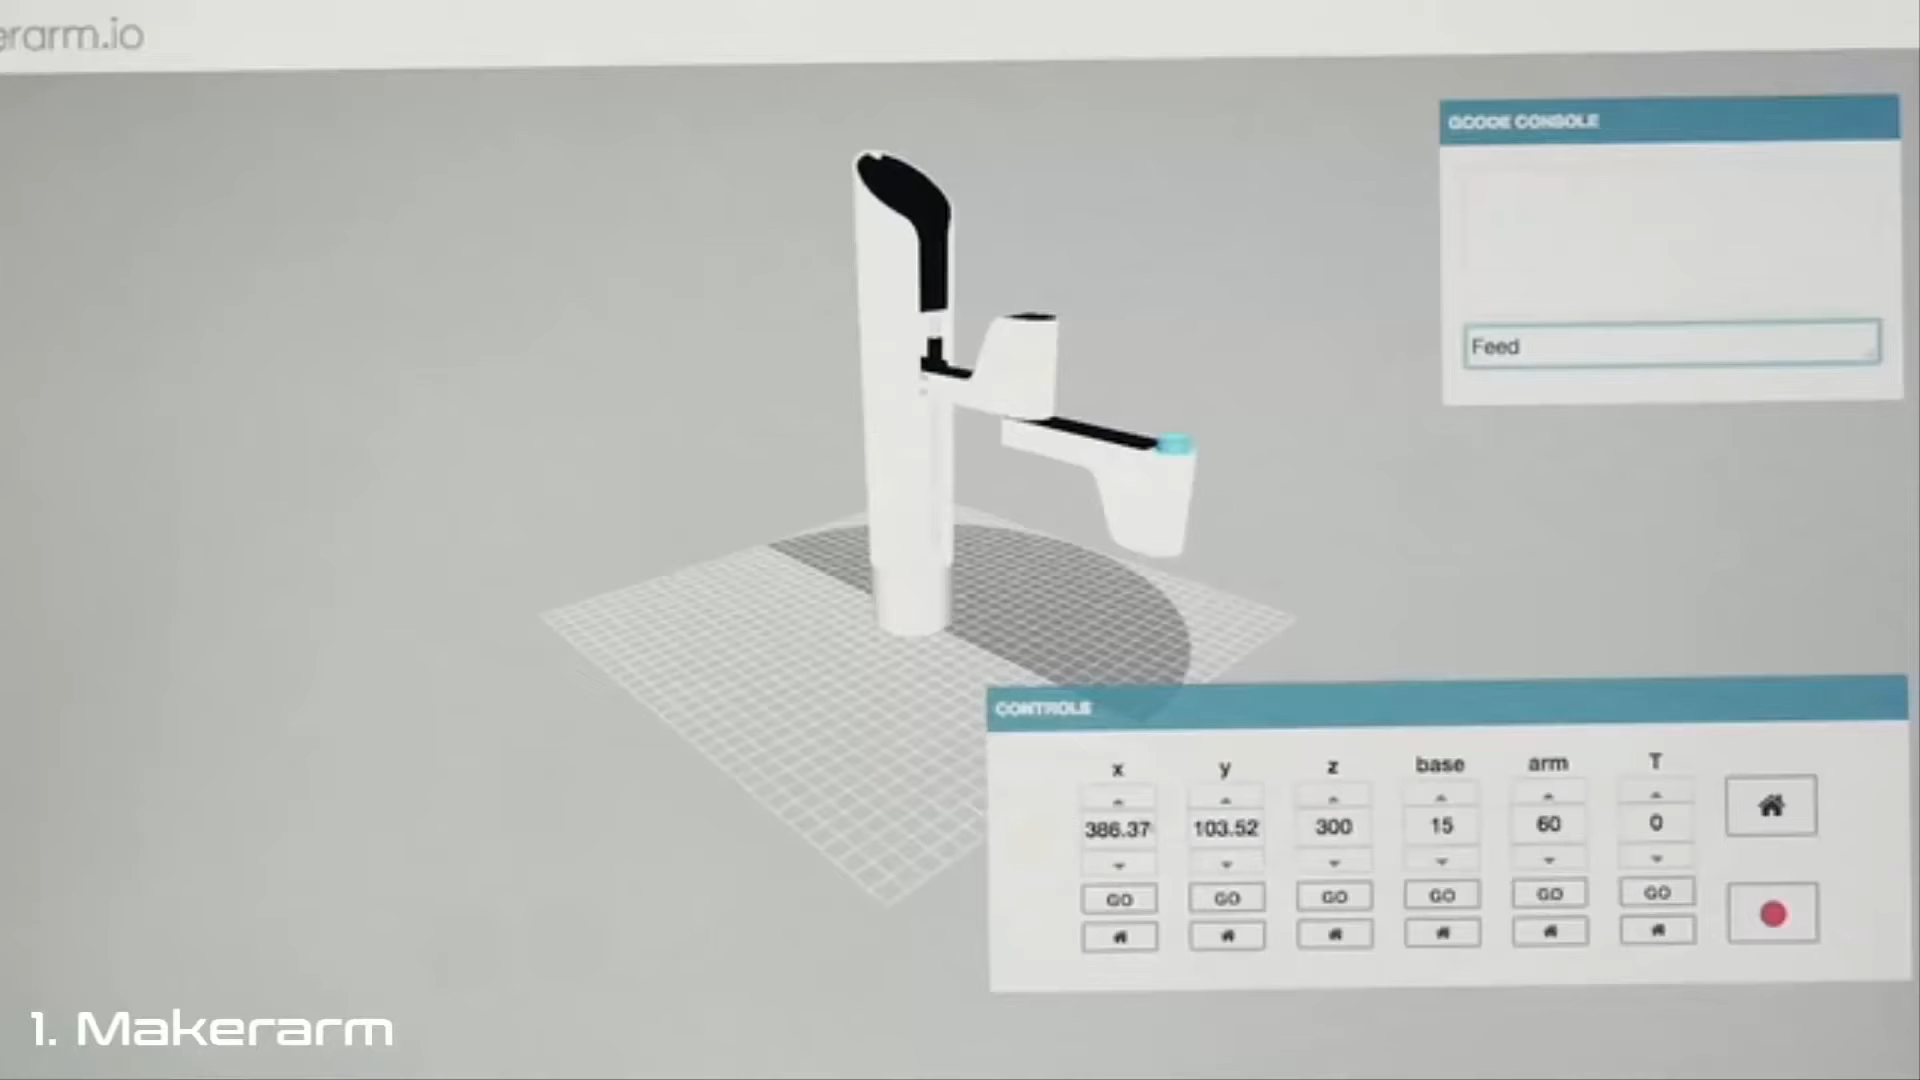 erarm.io
GCODE CONSOLE
Feed
CONTROLS
x y z base arm T
386.37 103.52 300 15 60 0
GO GO GO GO GO GO
1. Makerarm